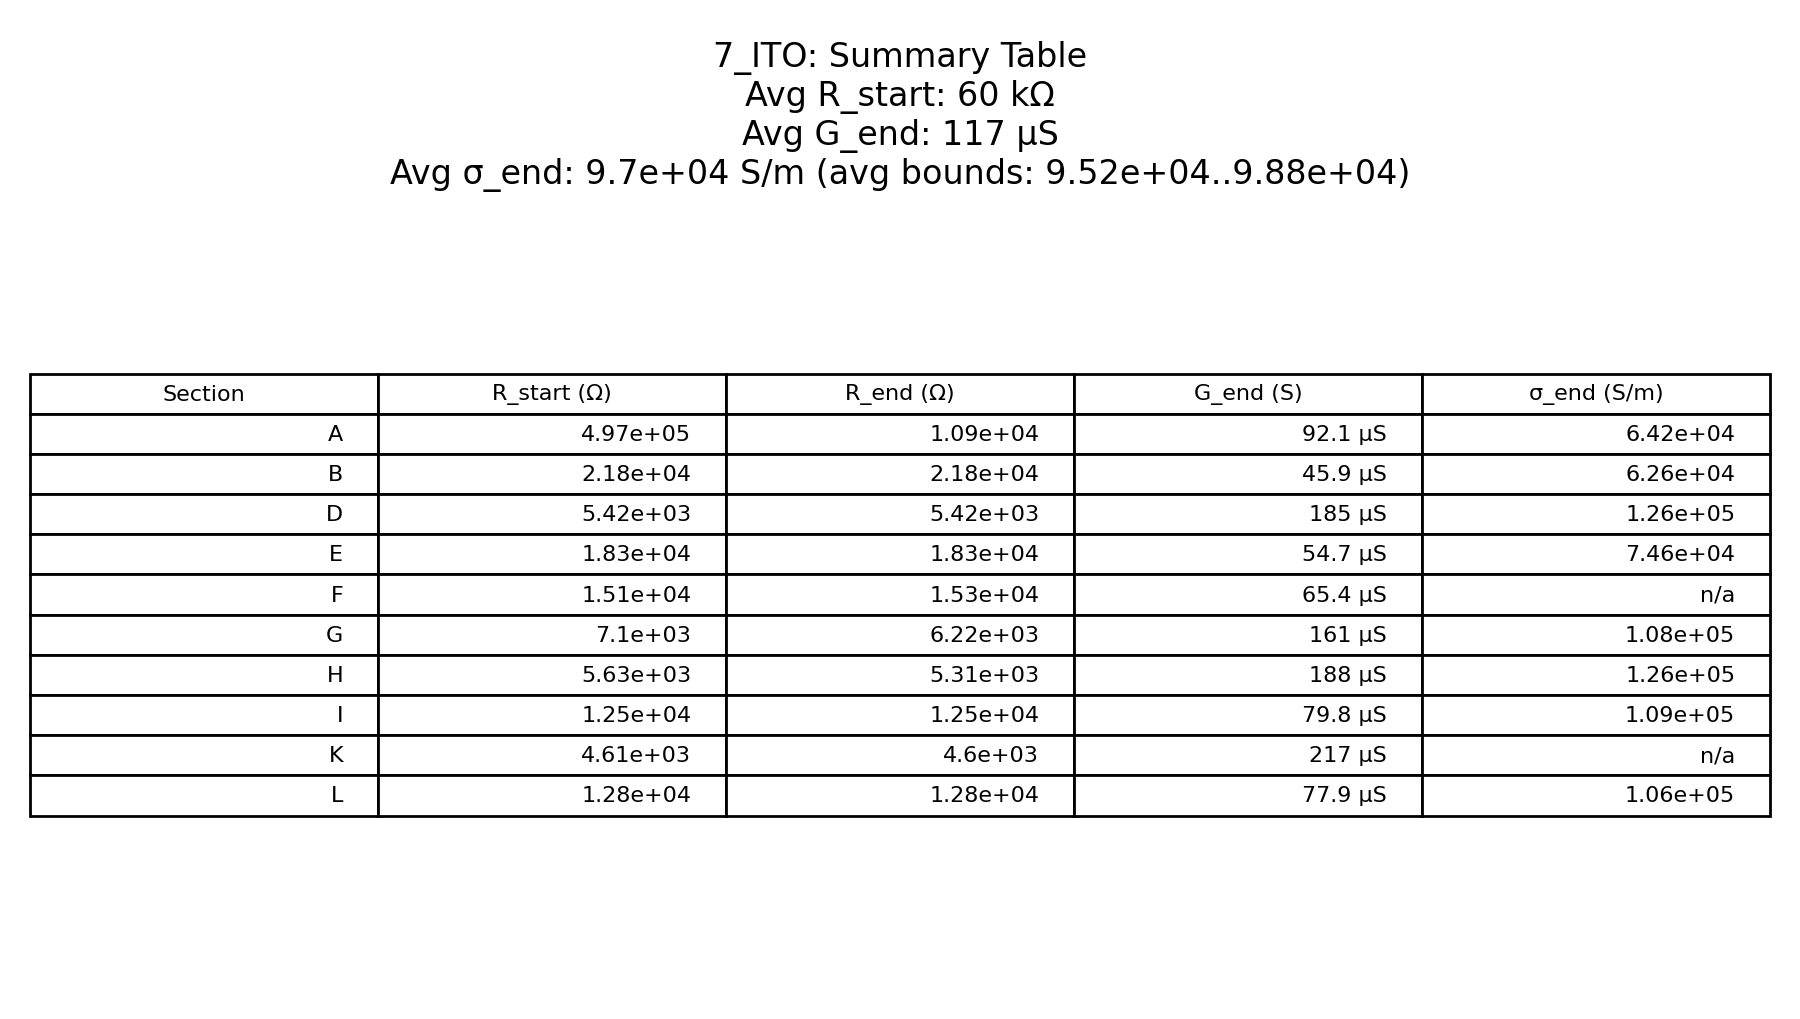 7_ITO: Summary Table
Avg R_start: 60 kΩ
Avg G_end: 117 µS
Avg σ_end: 9.7e+04 S/m (avg bounds: 9.52e+04..9.88e+04)
Section R_start (Ω) R_end (Ω) G_end (S) σ_end (S/m)
A 4.97e+05 1.09e+04 92.1 µS 6.42e+04
B 2.18e+04 2.18e+04 45.9 µS 6.26e+04
D 5.42e+03 5.42e+03 185 µS 1.26e+05
E 1.83e+04 1.83e+04 54.7 µS 7.46e+04
F 1.51e+04 1.53e+04 65.4 µS n/a
G 7.1e+03 6.22e+03 161 µS 1.08e+05
H 5.63e+03 5.31e+03 188 µS 1.26e+05
I 1.25e+04 1.25e+04 79.8 µS 1.09e+05
K 4.61e+03 4.6e+03 217 µS n/a
L 1.28e+04 1.28e+04 77.9 µS 1.06e+05